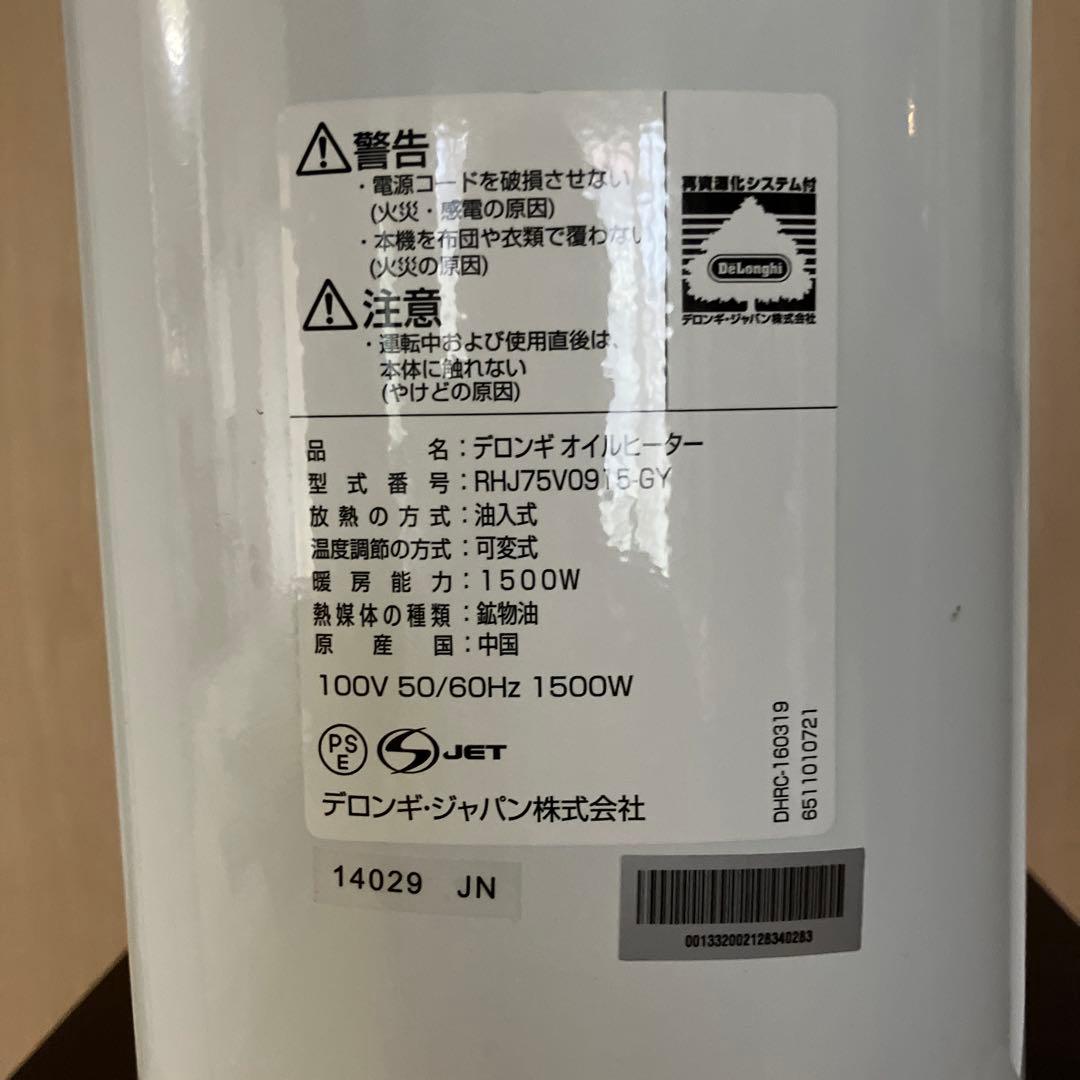 警告
・電源コードを破損させない
(火災・感電の原因)
・本機を布団や衣類で覆わない
(火災の原因)
注意
・運転中および使用直後は、
本体に触れない
(やけどの原因)
再資源化システム付
DeLonghi
デロンギ・ジャパン株式会社
品名：デロンギ オイルヒーター
型式番号：RHJ75V0915-GY
放熱の方式：油入式
温度調節の方式：可変式
暖房能力：1500W
熱媒体の種類：鉱物油
原産国：中国
100V 50/60Hz 1500W
PSE
JET
デロンギ・ジャパン株式会社
DHRC-160319
6511010721
14029 JN
001332002128340283